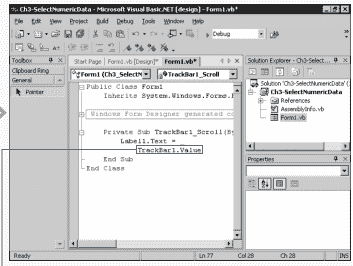 Ch3-SelectNumericData - Microsoft Visual Basic.NET [design] - Form1.vb*
File Edit View Project Build Debug Tools Window Help
Debug
Toolbox
Start Page Form1.vb [Design]* Form1.vb*
Solution Explorer - Ch3-Select...
Clipboard Ring
General
Pointer
Form1 (Ch3_SelectN
TrackBar1_Scroll
Public Class Form1
Inherits System.Windows.Forms.F
Windows Form Designer generated co
Private Sub TrackBar1_Scroll(By
Label1.Text =
TrackBar1.Value
End Sub
End Class
Solution 'Ch3-SelectNumericData' (
Ch3-SelectNumericData
References
AssemblyInfo.vb
Form1.vb
Properties
Ready
Ln 77 Col 28 Ch 28 INS